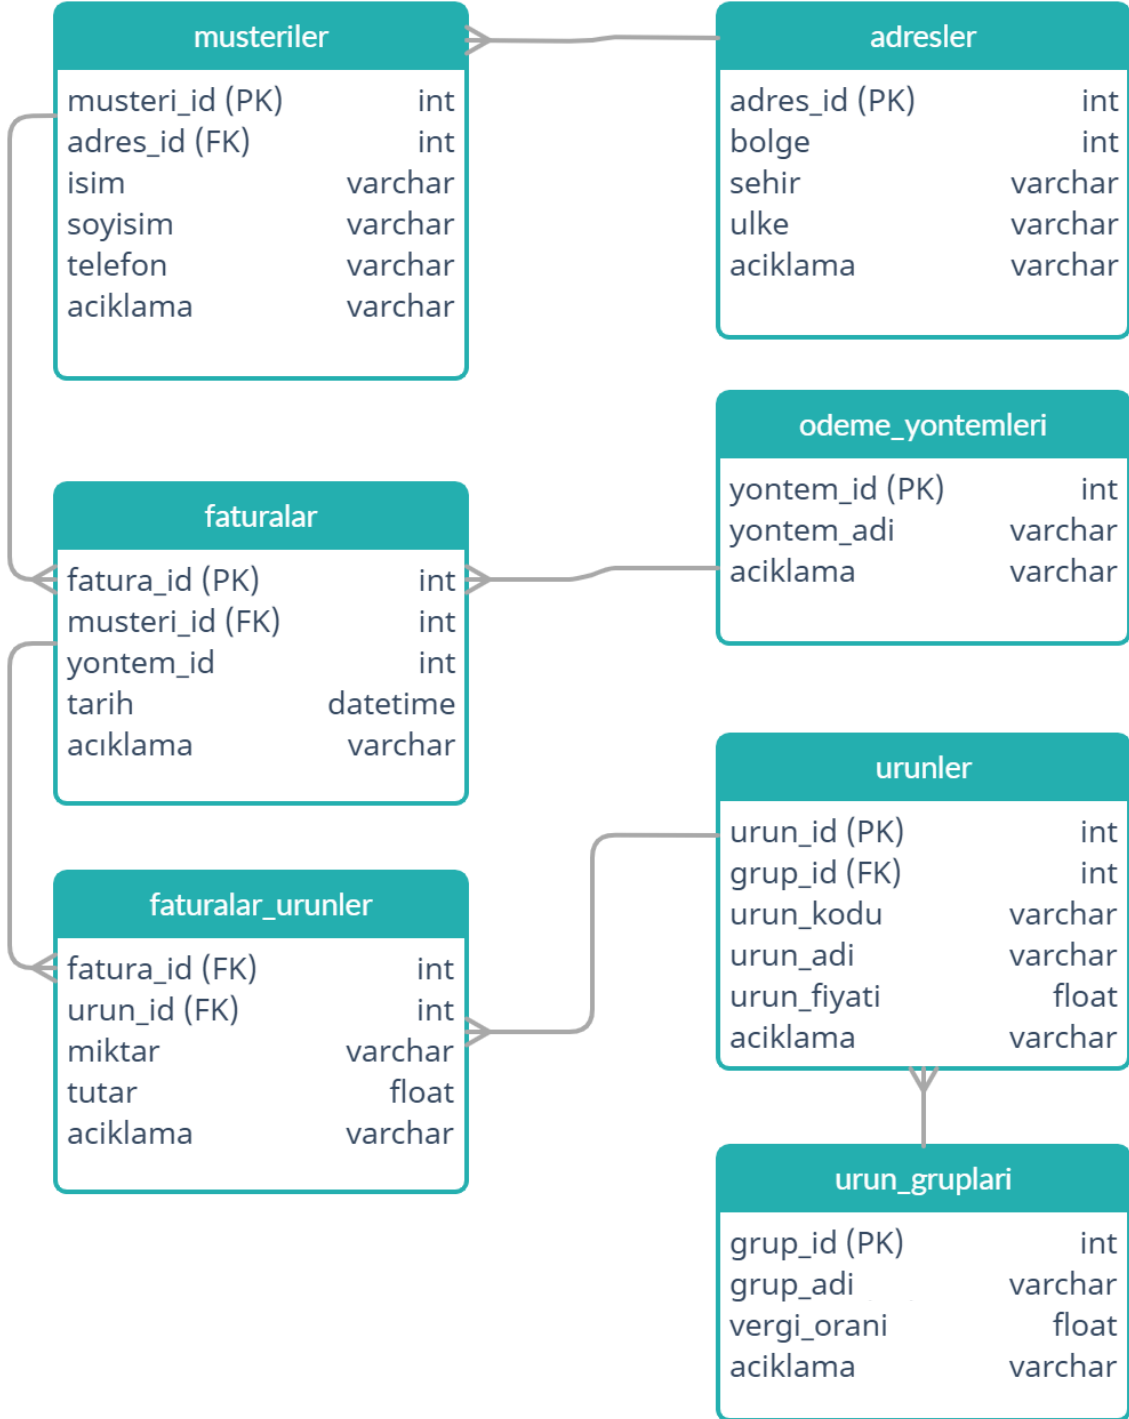 musteriler
musteri_id (PK) int
adres_id (FK) int
isim varchar
soyisim varchar
telefon varchar
aciklama varchar
adresler
adres_id (PK) int
bolge int
sehir varchar
ulke varchar
aciklama varchar
odeme_yontemleri
yontem_id (PK) int
yontem_adi varchar
aciklama varchar
faturalar
fatura_id (PK) int
musteri_id (FK) int
yontem_id int
tarih datetime
acıklama varchar
urunler
urun_id (PK) int
grup_id (FK) int
urun_kodu varchar
urun_adi varchar
urun_fiyati float
aciklama varchar
faturalar_urunler
fatura_id (FK) int
urun_id (FK) int
miktar varchar
tutar float
aciklama varchar
urun_gruplari
grup_id (PK) int
grup_adi varchar
vergi_orani float
aciklama varchar